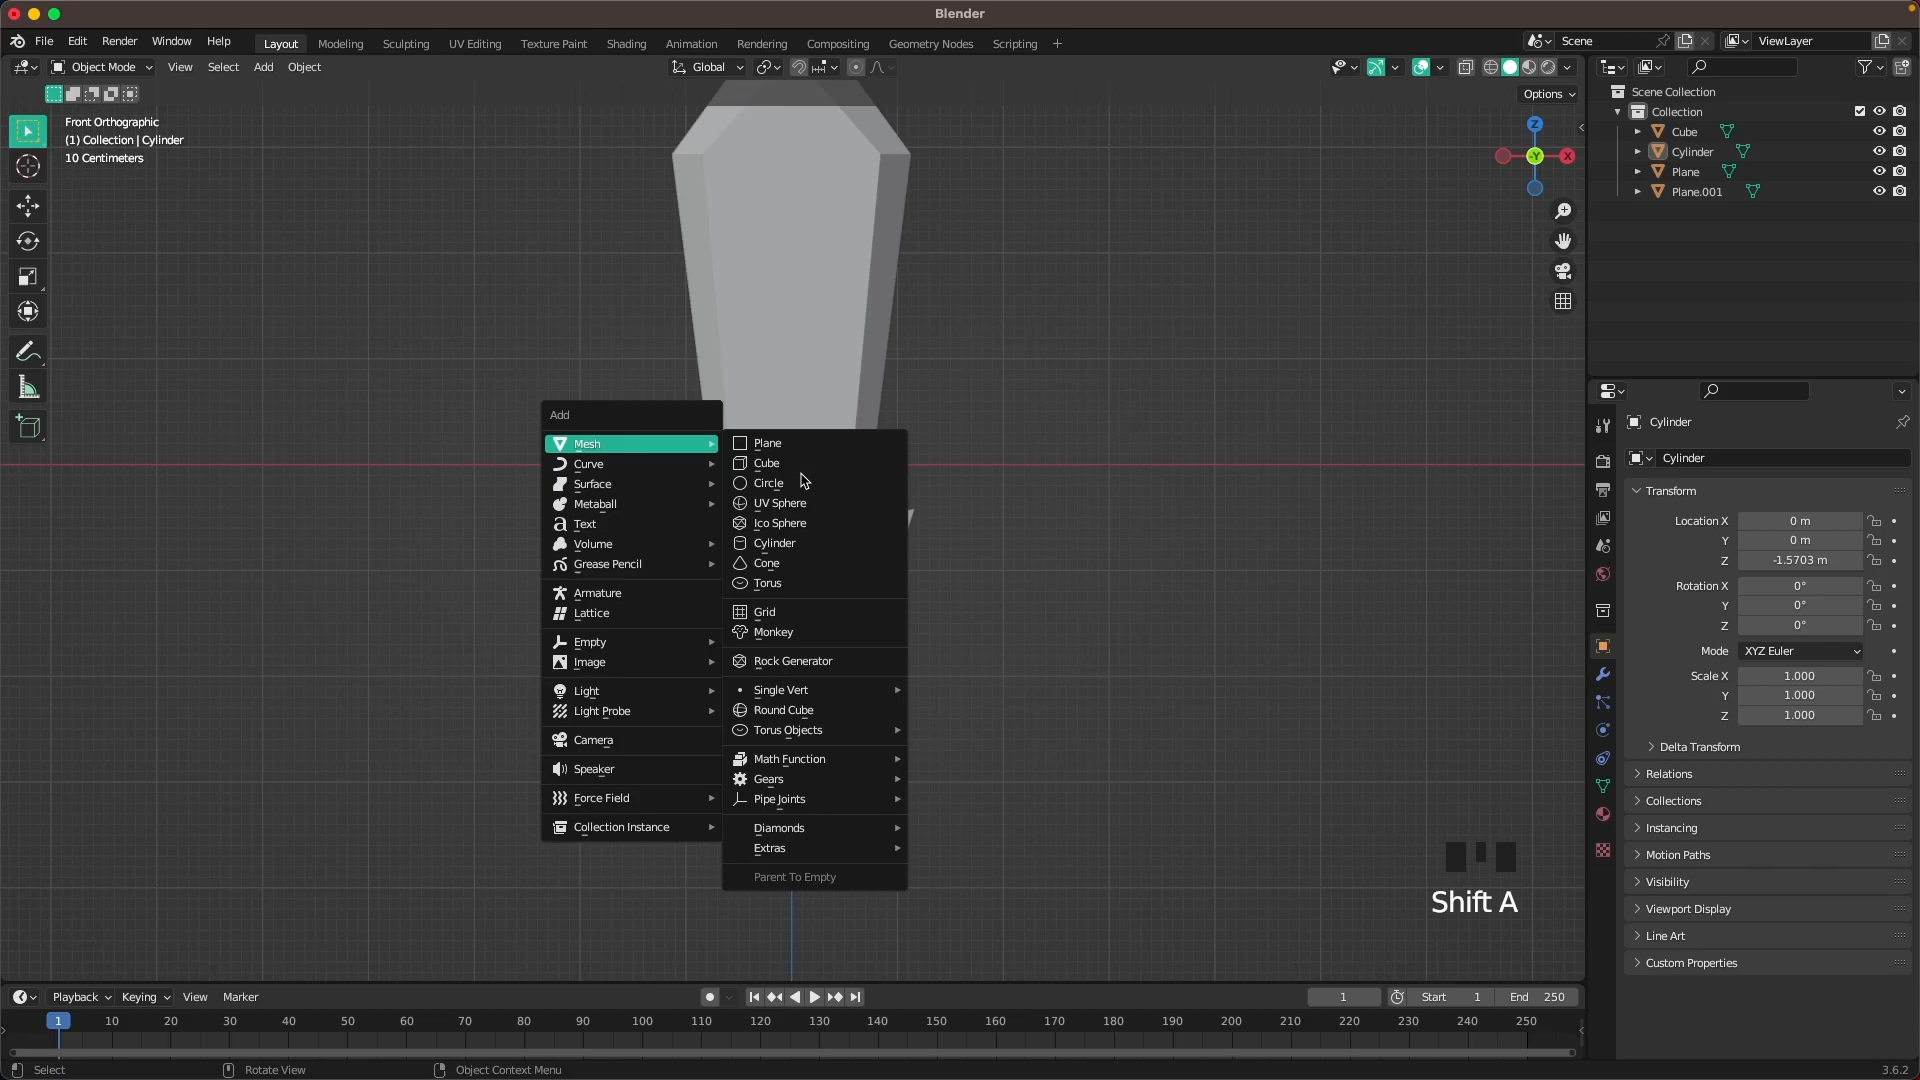 Blender
File Edit Render Window Help
Layout Modeling Sculpting UV Editing Texture Paint Shading Animation Rendering Compositing Geometry Nodes Scripting +
Scene
ViewLayer
Object Mode View Select Add Object
Global
Options
Front Orthographic
(1) Collection | Cylinder
10 Centimeters
Z
-Y
X
Scene Collection
Collection
Cube
Cylinder
Plane
Plane.001
Add
Mesh
Curve
Surface
Metaball
Text
Volume
Grease Pencil
Armature
Lattice
Empty
Image
Light
Light Probe
Camera
Speaker
Force Field
Collection Instance
Plane
Cube
Circle
UV Sphere
Ico Sphere
Cylinder
Cone
Torus
Grid
Monkey
Rock Generator
Single Vert
Round Cube
Torus Objects
Math Function
Gears
Pipe Joints
Diamonds
Extras
Parent To Empty
Shift A
Cylinder
Cylinder
Transform
Location X 0 m
Y 0 m
Z -1.5703 m
Rotation X 0°
Y 0°
Z 0°
Mode XYZ Euler
Scale X 1.000
Y 1.000
Z 1.000
Delta Transform
Relations
Collections
Instancing
Motion Paths
Visibility
Viewport Display
Line Art
Custom Properties
Playback Keying View Marker
1 Start 1 End 250
1 10 20 30 40 50 60 70 80 90 100 110 120 130 140 150 160 170 180 190 200 210 220 230 240 250
Select Rotate View Object Context Menu 3.6.2